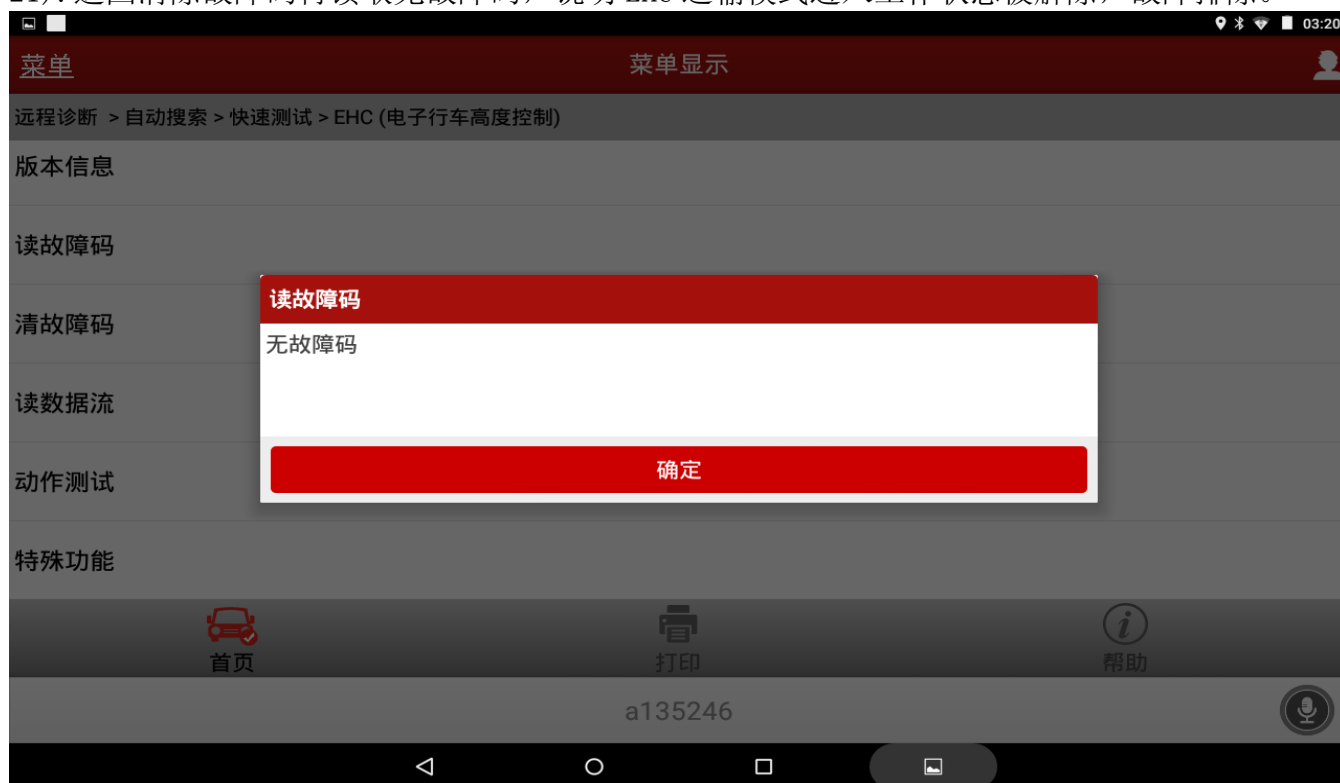 03:20
菜单
菜单显示
远程诊断 > 自动搜索 > 快速测试 > EHC (电子行车高度控制)
版本信息
读故障码
清故障码
读数据流
动作测试
特殊功能
读故障码
无故障码
确定
首页
打印
帮助
a135246